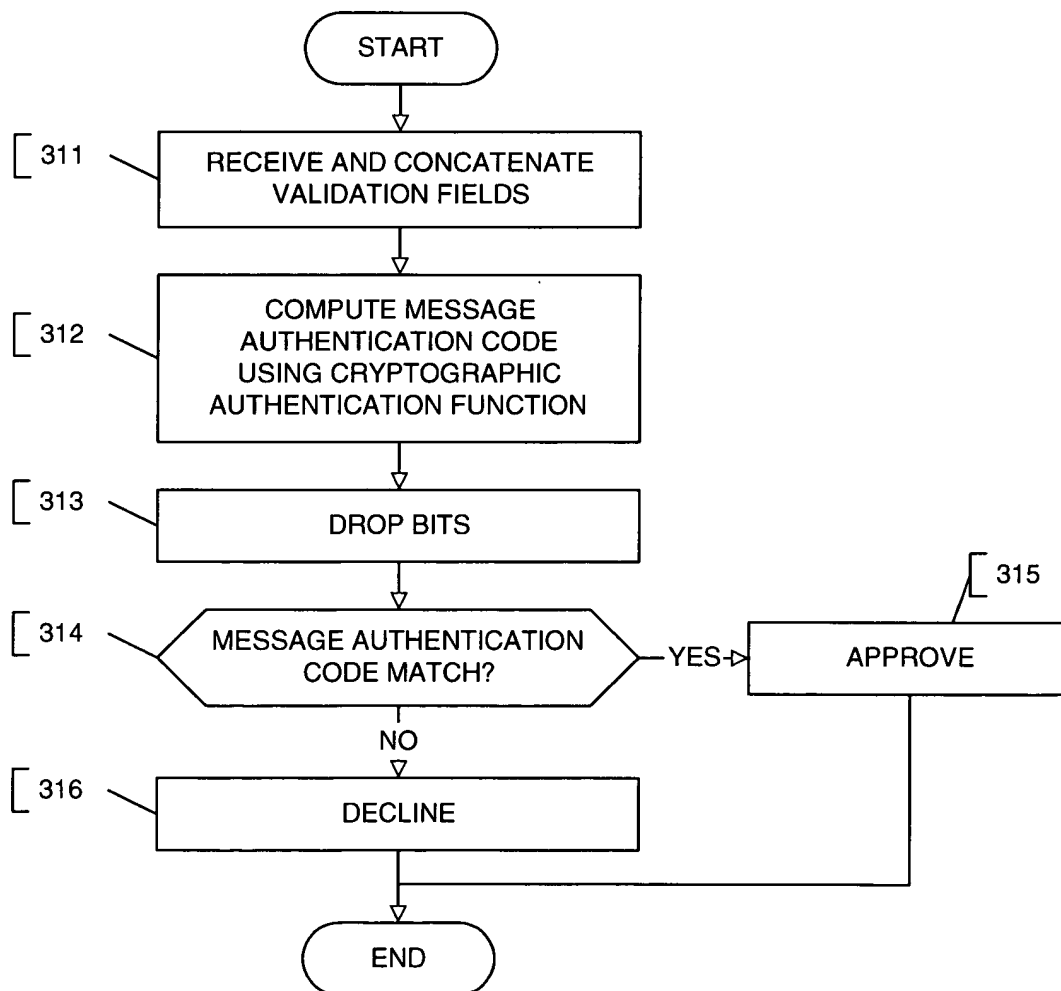 START
311
RECEIVE AND CONCATENATE
VALIDATION FIELDS
312
COMPUTE MESSAGE
AUTHENTICATION CODE
USING CRYPTOGRAPHIC
AUTHENTICATION FUNCTION
313
DROP BITS
315
314
MESSAGE AUTHENTICATION
CODE MATCH?
YES
APPROVE
NO
316
DECLINE
END